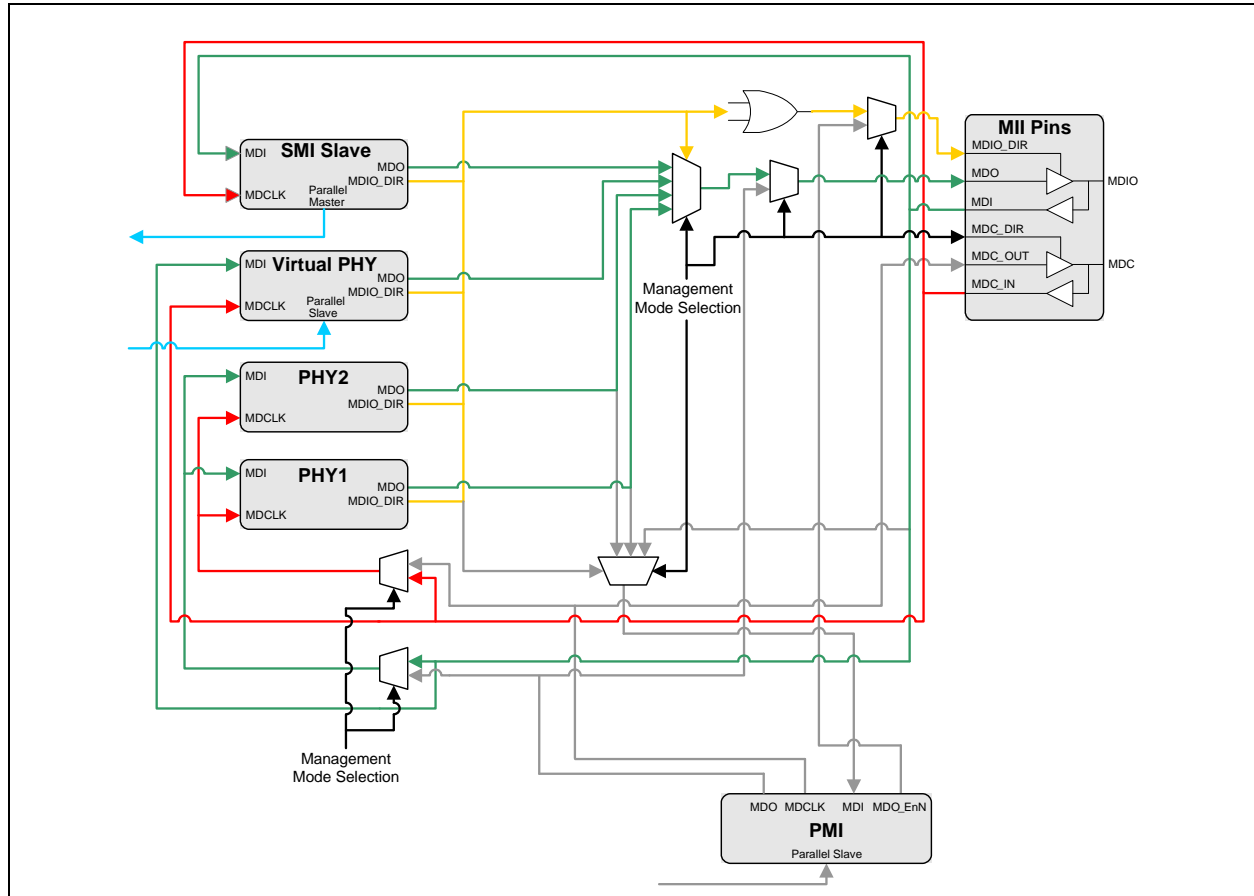 SMI Slave
MDI
MDO
MDIO_DIR
MDCLK
Parallel
Master
Virtual PHY
MDI
MDO
MDIO_DIR
MDCLK
Parallel
Slave
PHY2
MDI
MDO
MDIO_DIR
MDCLK
PHY1
MDI
MDO
MDIO_DIR
MDCLK
MII Pins
MDIO_DIR
MDO
MDIO
MDI
MDC_DIR
MDC_OUT
MDC
MDC_IN
Management
Mode Selection
Management
Mode Selection
MDO MDCLK MDI MDO_EnN
PMI
Parallel Slave